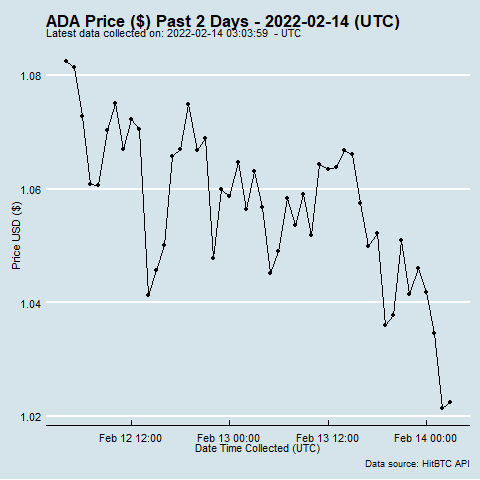 ADA Price ($) Past 2 Days - 2022-02-14 (UTC)
Latest data collected on: 2022-02-14 03:03:59 - UTC
1.08
1.06
1.04
1.02
Price USD ($)
Feb 12 12:00 Feb 13 00:00 Feb 13 12:00 Feb 14 00:00
Date Time Collected (UTC)
Data source: HitBTC API